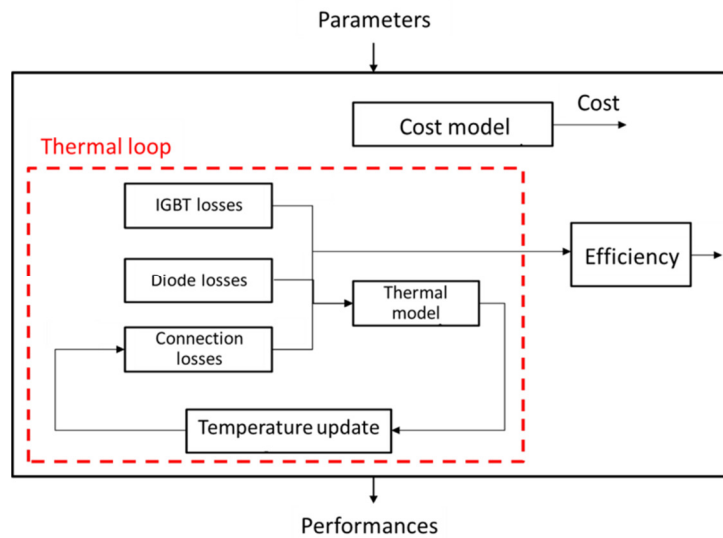 Parameters
Cost
Cost model
Thermal loop
IGBT losses
Efficiency
Diode losses
Thermal
model
Connection
losses
Temperature update
Performances